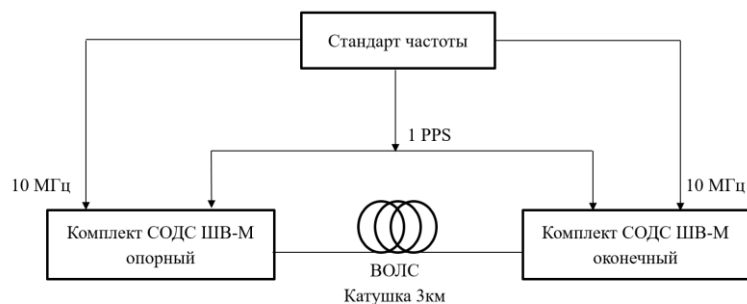 Стандарт частоты
1 PPS
10 МГц
10 МГц
Комплект СОДС ШВ-М
опорный
ВОЛС
Катушка 3км
Комплект СОДС ШВ-М
оконечный